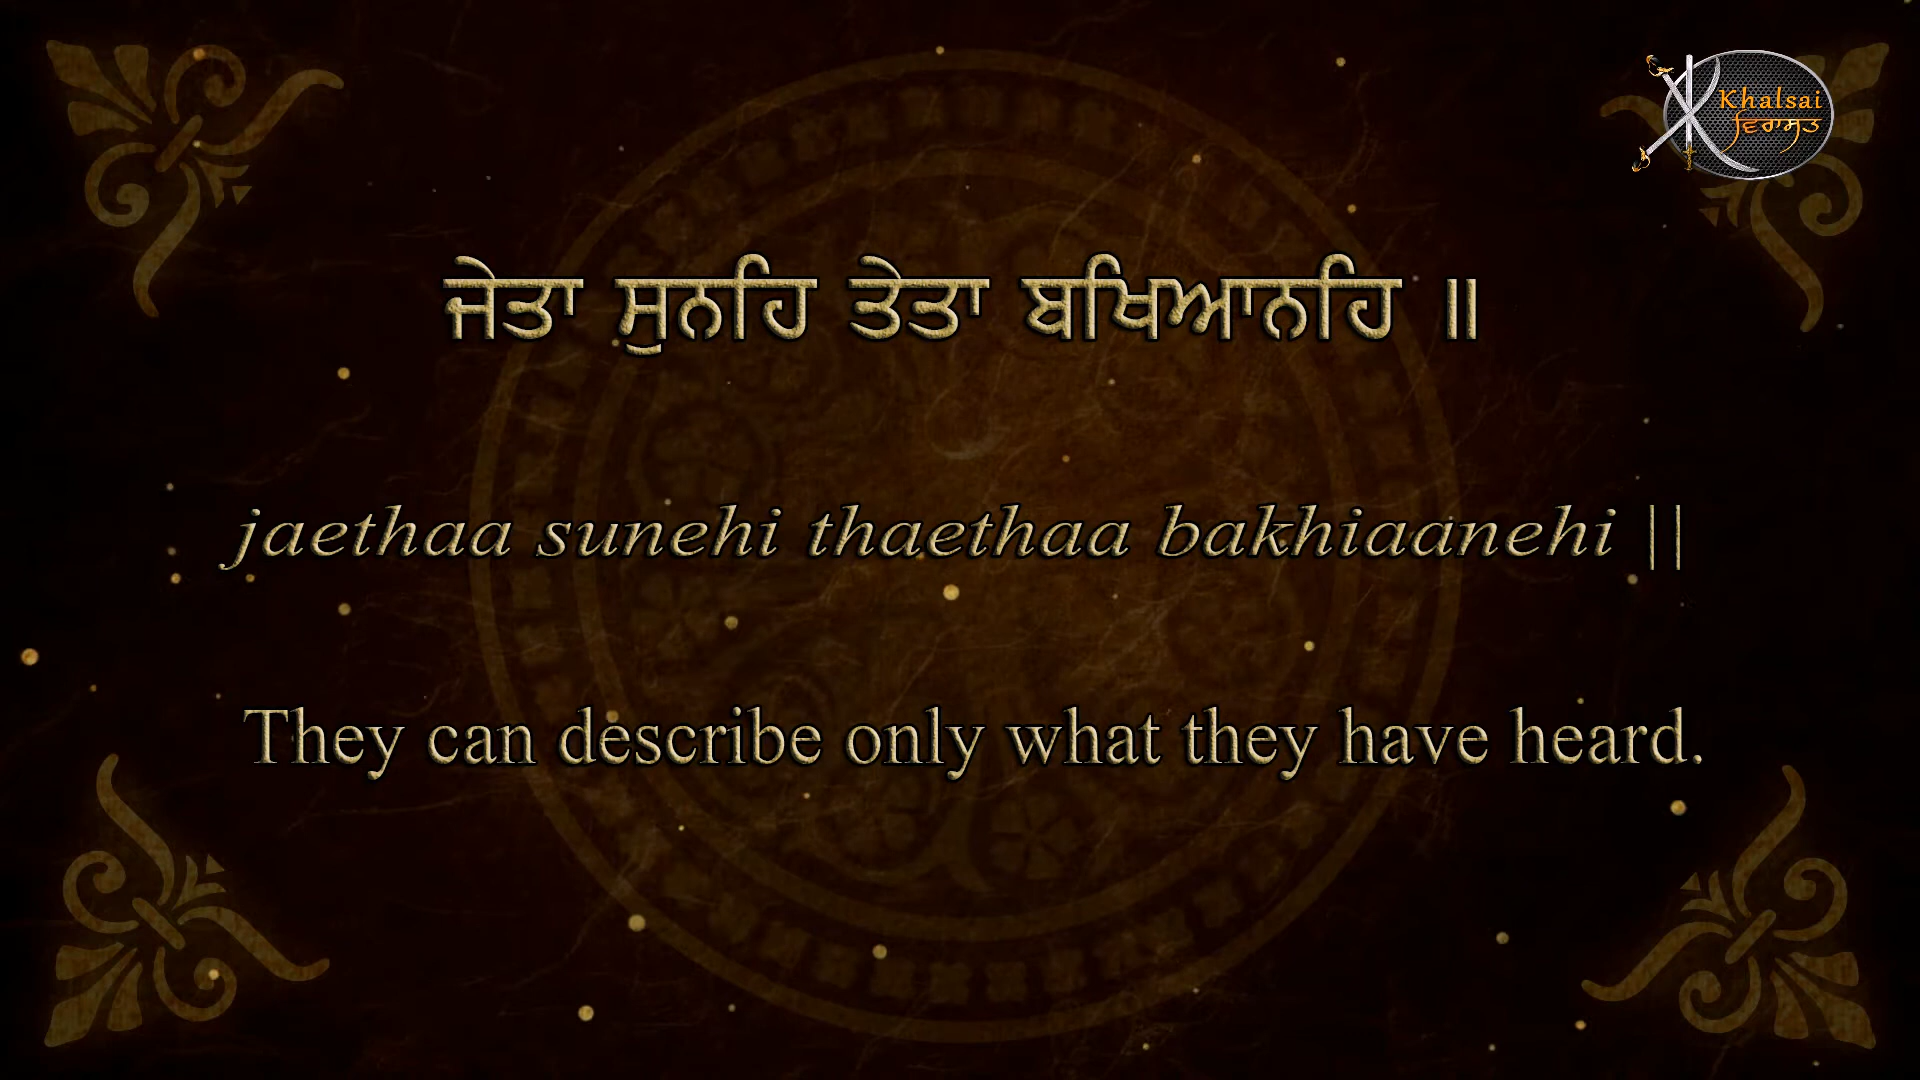 Khalsai
ਵਿਰਾਸਤ
ਜੇਤਾ ਸੁਨਹਿ ਤੇਤਾ ਬਖਿਆਨਹਿ ॥
jaethaa sunehi thaethaa bakhiaanehi ||
They can describe only what they have heard.